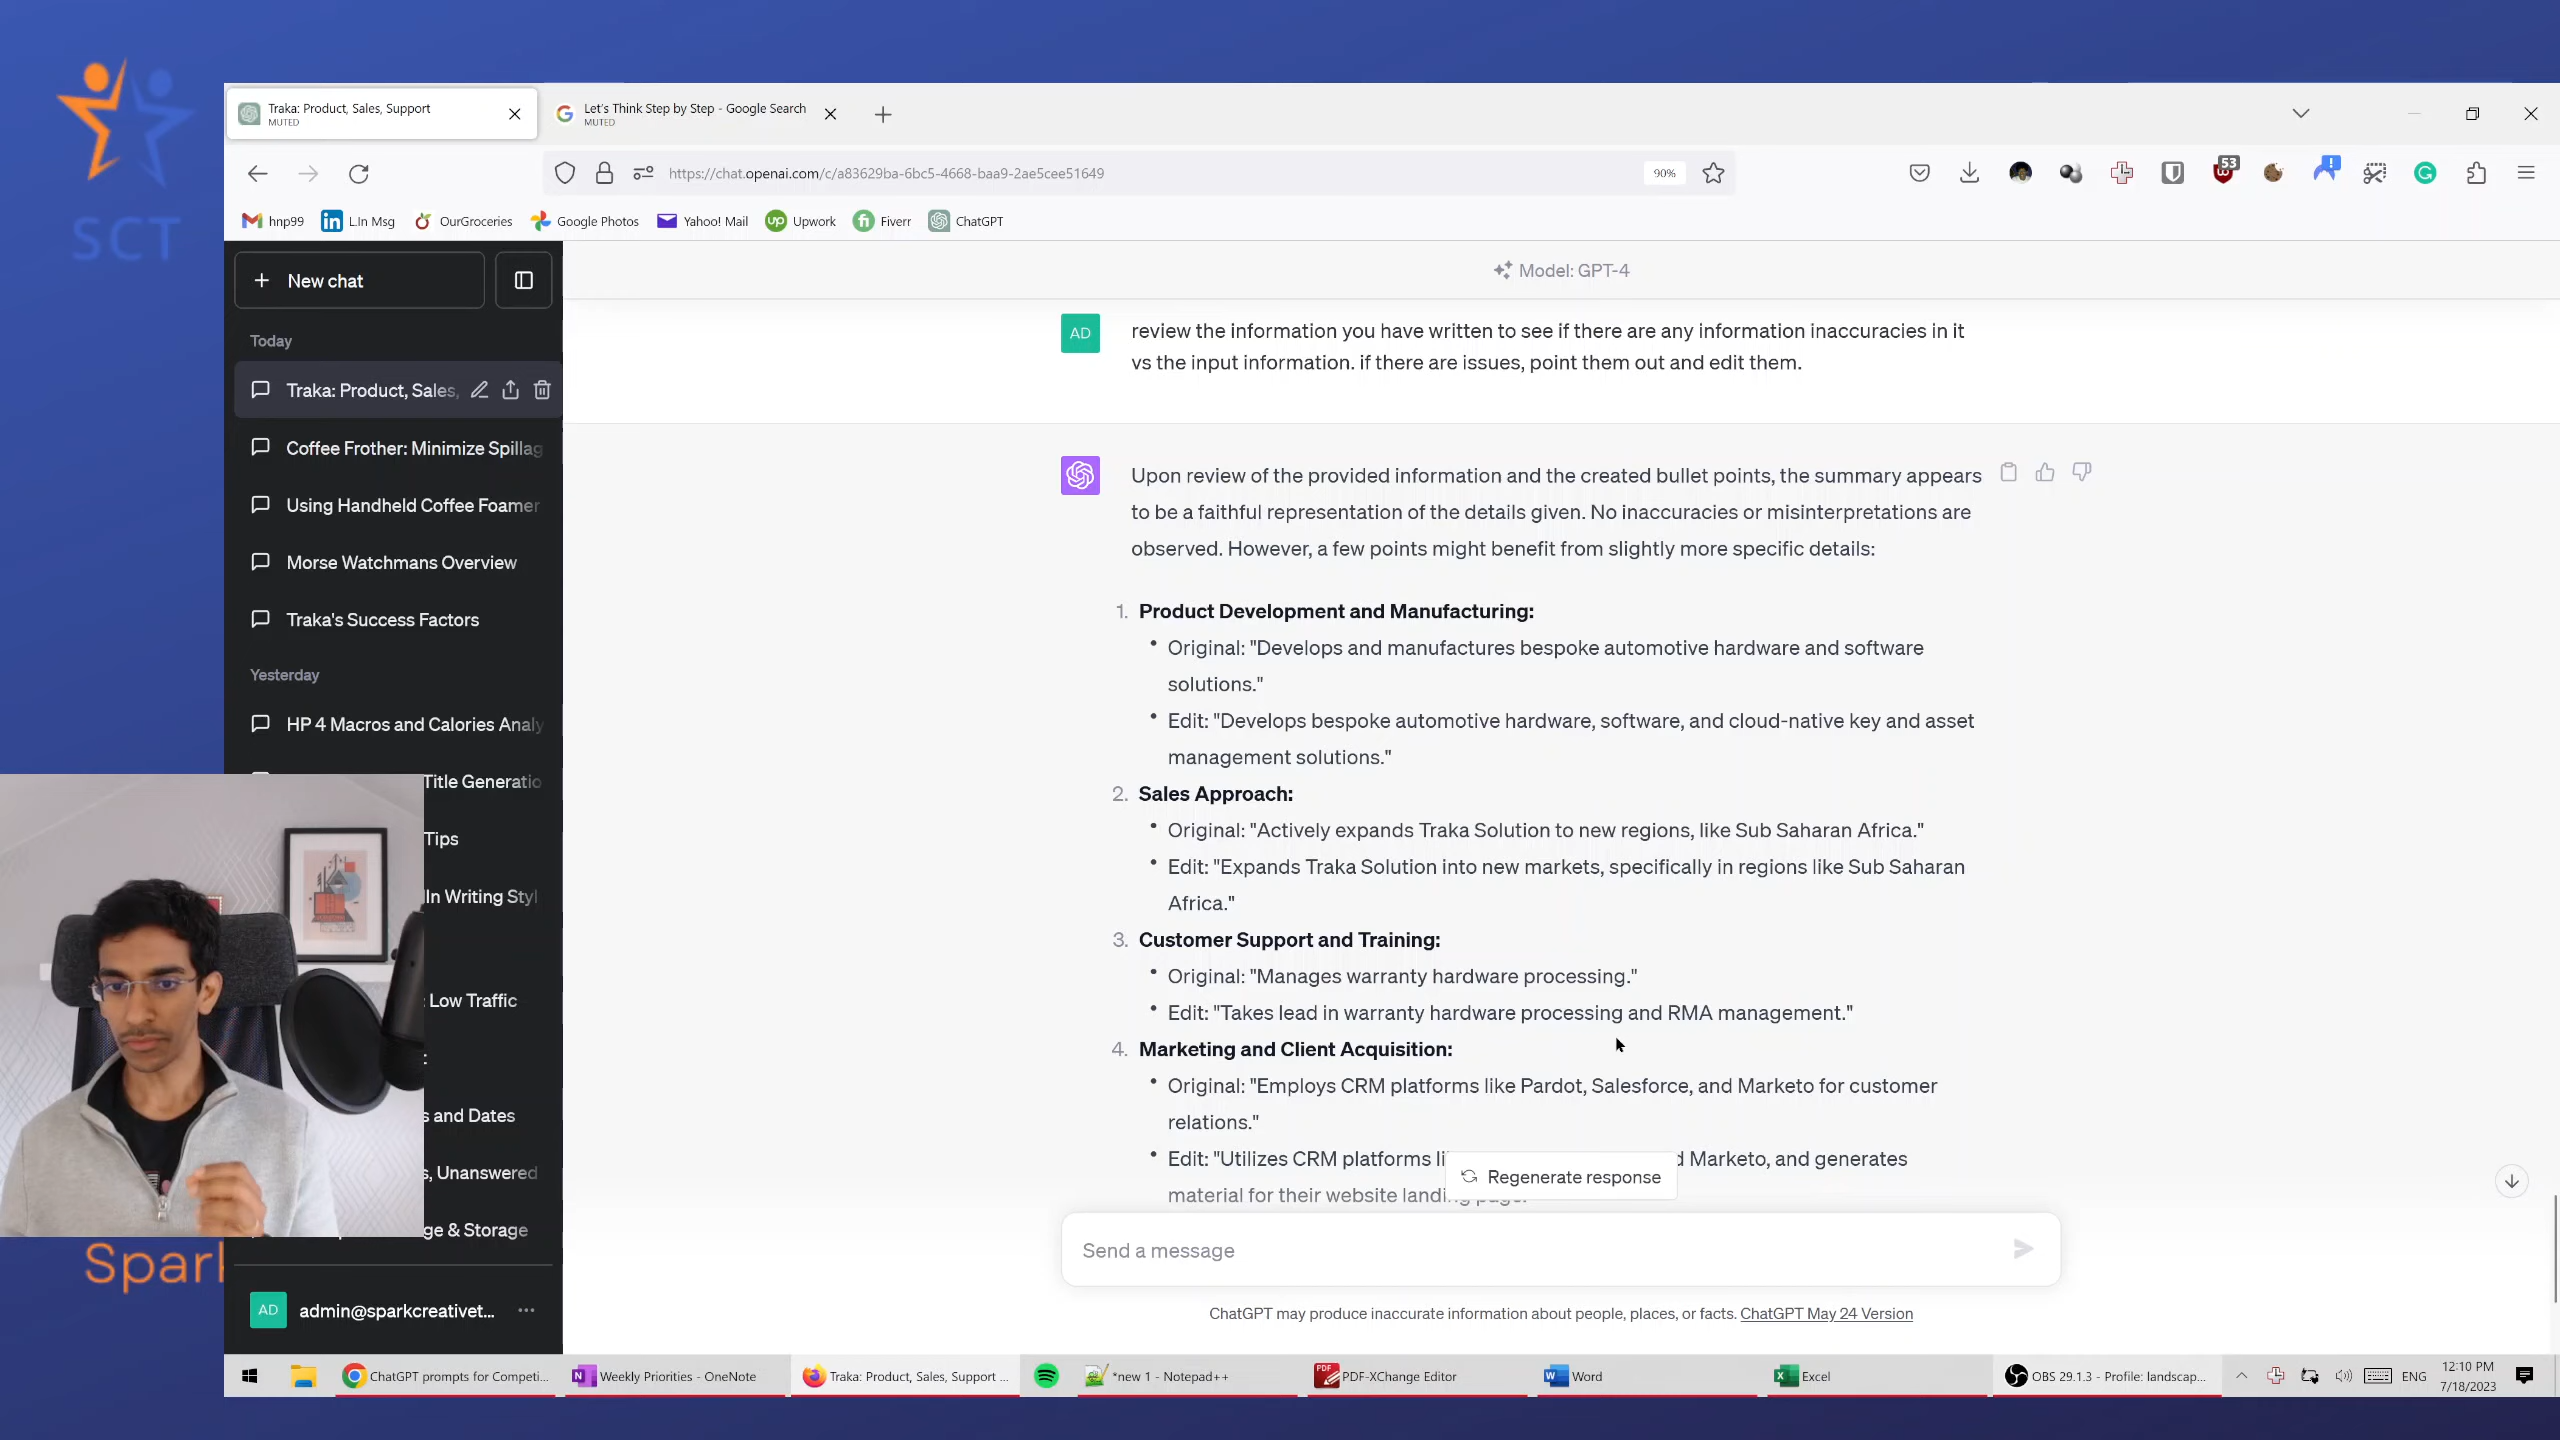 SCT
Spark
Traka: Product, Sales, Support
MUTED
Let's Think Step by Step - Google Search
MUTED
https://chat.openai.com/c/a83629ba-6bc5-4668-baa9-2ae5cee51649
90%
53
hnp99
L.In Msg
OurGroceries
Google Photos
Yahoo! Mail
Upwork
Fiverr
ChatGPT
New chat
Today
Traka: Product, Sales,
Coffee Frother: Minimize Spillag
Using Handheld Coffee Foamer
Morse Watchmans Overview
Traka's Success Factors
Yesterday
HP 4 Macros and Calories Analy
Title Generatio
Tips
In Writing Styl
Low Traffic
s and Dates
s, Unanswered
ge & Storage
AD admin@sparkcreativet...
Model: GPT-4
AD
review the information you have written to see if there are any information inaccuracies in it
vs the input information. if there are issues, point them out and edit them.
Upon review of the provided information and the created bullet points, the summary appears
to be a faithful representation of the details given. No inaccuracies or misinterpretations are
observed. However, a few points might benefit from slightly more specific details:
1. Product Development and Manufacturing:
• Original: "Develops and manufactures bespoke automotive hardware and software
solutions."
• Edit: "Develops bespoke automotive hardware, software, and cloud-native key and asset
management solutions."
2. Sales Approach:
• Original: "Actively expands Traka Solution to new regions, like Sub Saharan Africa."
• Edit: "Expands Traka Solution into new markets, specifically in regions like Sub Saharan
Africa."
3. Customer Support and Training:
• Original: "Manages warranty hardware processing."
• Edit: "Takes lead in warranty hardware processing and RMA management."
4. Marketing and Client Acquisition:
• Original: "Employs CRM platforms like Pardot, Salesforce, and Marketo for customer
relations."
• Edit: "Utilizes CRM platforms li d Marketo, and generates
material for their website landing page.
Regenerate response
Send a message
ChatGPT may produce inaccurate information about people, places, or facts. ChatGPT May 24 Version
ChatGPT prompts for Competi...
Weekly Priorities - OneNote
Traka: Product, Sales, Support ...
*new 1 - Notepad++
PDF-XChange Editor
Word
Excel
OBS 29.1.3 - Profile: landscap...
ENG
12:10 PM
7/18/2023